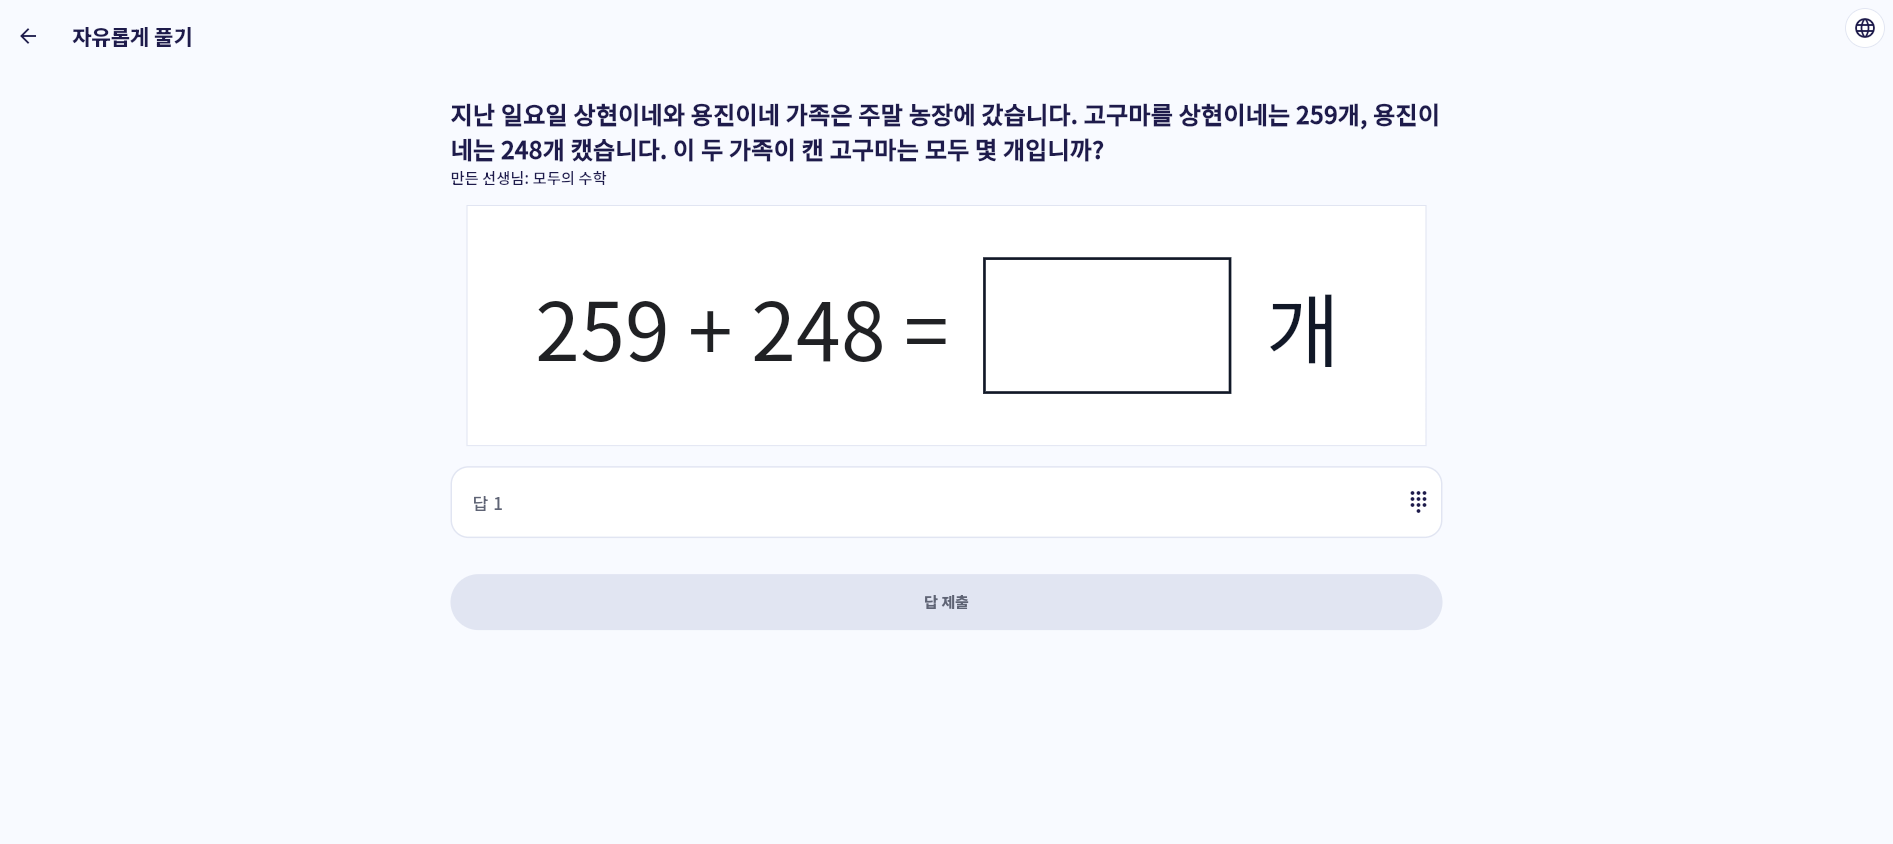 자유롭게 풀기
지난 일요일 상현이네와 용진이네 가족은 주말 농장에 갔습니다. 고구마를 상현이네는 259개, 용진이
네는 248개 캤습니다. 이 두 가족이 캔 고구마는 모두 몇 개입니까?
만든 선생님: 모두의 수학
259 + 248 = 개
답 1
답 제출